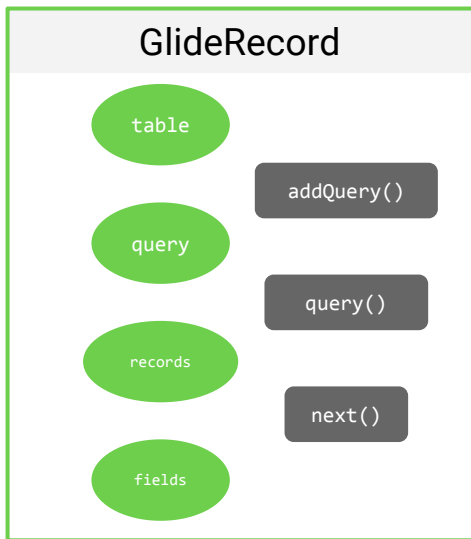 GlideRecord
table
addQuery()
query
query()
records
next()
fields